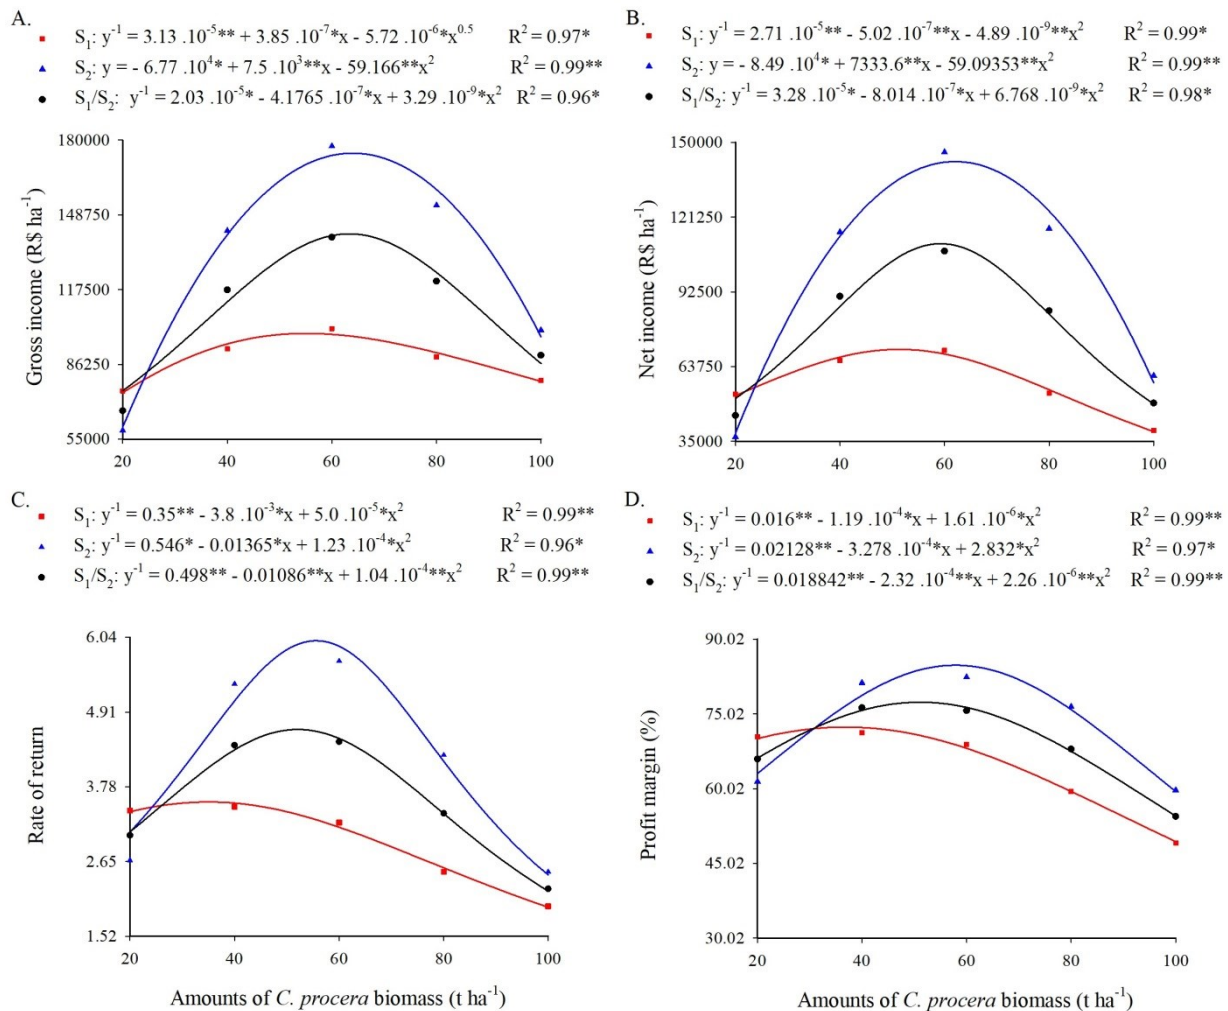 A.
S₁: y⁻¹ = 3.13 .10⁻⁵** + 3.85 .10⁻⁷*x - 5.72 .10⁻⁶*x⁰·⁵ R² = 0.97*
S₂: y = - 6.77 .10⁴* + 7.5 .10³**x - 59.166**x² R² = 0.99**
S₁/S₂: y⁻¹ = 2.03 .10⁻⁵* - 4.1765 .10⁻⁷*x + 3.29 .10⁻⁹*x² R² = 0.96*
180000
148750
117500
86250
55000
Gross income (R$ ha⁻¹)
20 40 60 80 100
B.
S₁: y⁻¹ = 2.71 .10⁻⁵** - 5.02 .10⁻⁷**x - 4.89 .10⁻⁹**x² R² = 0.99*
S₂: y = - 8.49 .10⁴* + 7333.6**x - 59.09353**x² R² = 0.99**
S₁/S₂: y⁻¹ = 3.28 .10⁻⁵* - 8.014 .10⁻⁷*x + 6.768 .10⁻⁹*x² R² = 0.98*
150000
121250
92500
63750
35000
Net income (R$ ha⁻¹)
20 40 60 80 100
C.
S₁: y⁻¹ = 0.35** - 3.8 .10⁻³*x + 5.0 .10⁻⁵*x² R² = 0.99**
S₂: y⁻¹ = 0.546* - 0.01365*x + 1.23 .10⁻⁴*x² R² = 0.96*
S₁/S₂: y⁻¹ = 0.498** - 0.01086**x + 1.04 .10⁻⁴**x² R² = 0.99**
6.04
4.91
3.78
2.65
1.52
Rate of return
20 40 60 80 100
Amounts of C. procera biomass (t ha⁻¹)
D.
S₁: y⁻¹ = 0.016** - 1.19 .10⁻⁴*x + 1.61 .10⁻⁶*x² R² = 0.99**
S₂: y⁻¹ = 0.02128** - 3.278 .10⁻⁴*x + 2.832*x² R² = 0.97*
S₁/S₂: y⁻¹ = 0.018842** - 2.32 .10⁻⁴**x + 2.26 .10⁻⁶**x² R² = 0.99**
90.02
75.02
60.02
45.02
30.02
Profit margin (%)
20 40 60 80 100
Amounts of C. procera biomass (t ha⁻¹)